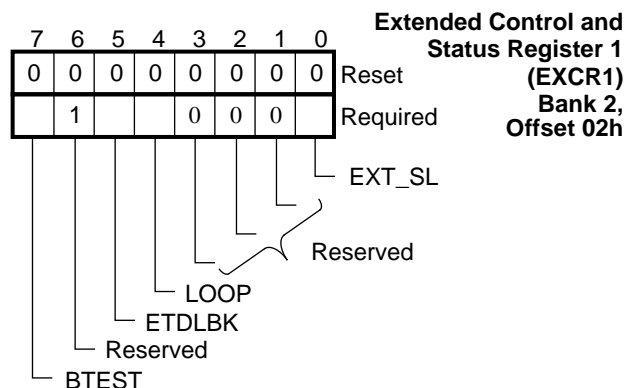 Extended Control and
Status Register 1
(EXCR1)
Bank 2,
Offset 02h
7 6 5 4 3 2 1 0
0 0 0 0 0 0 0 0 Reset
1 0 0 0 Required
EXT_SL
Reserved
LOOP
ETDLBK
Reserved
BTEST